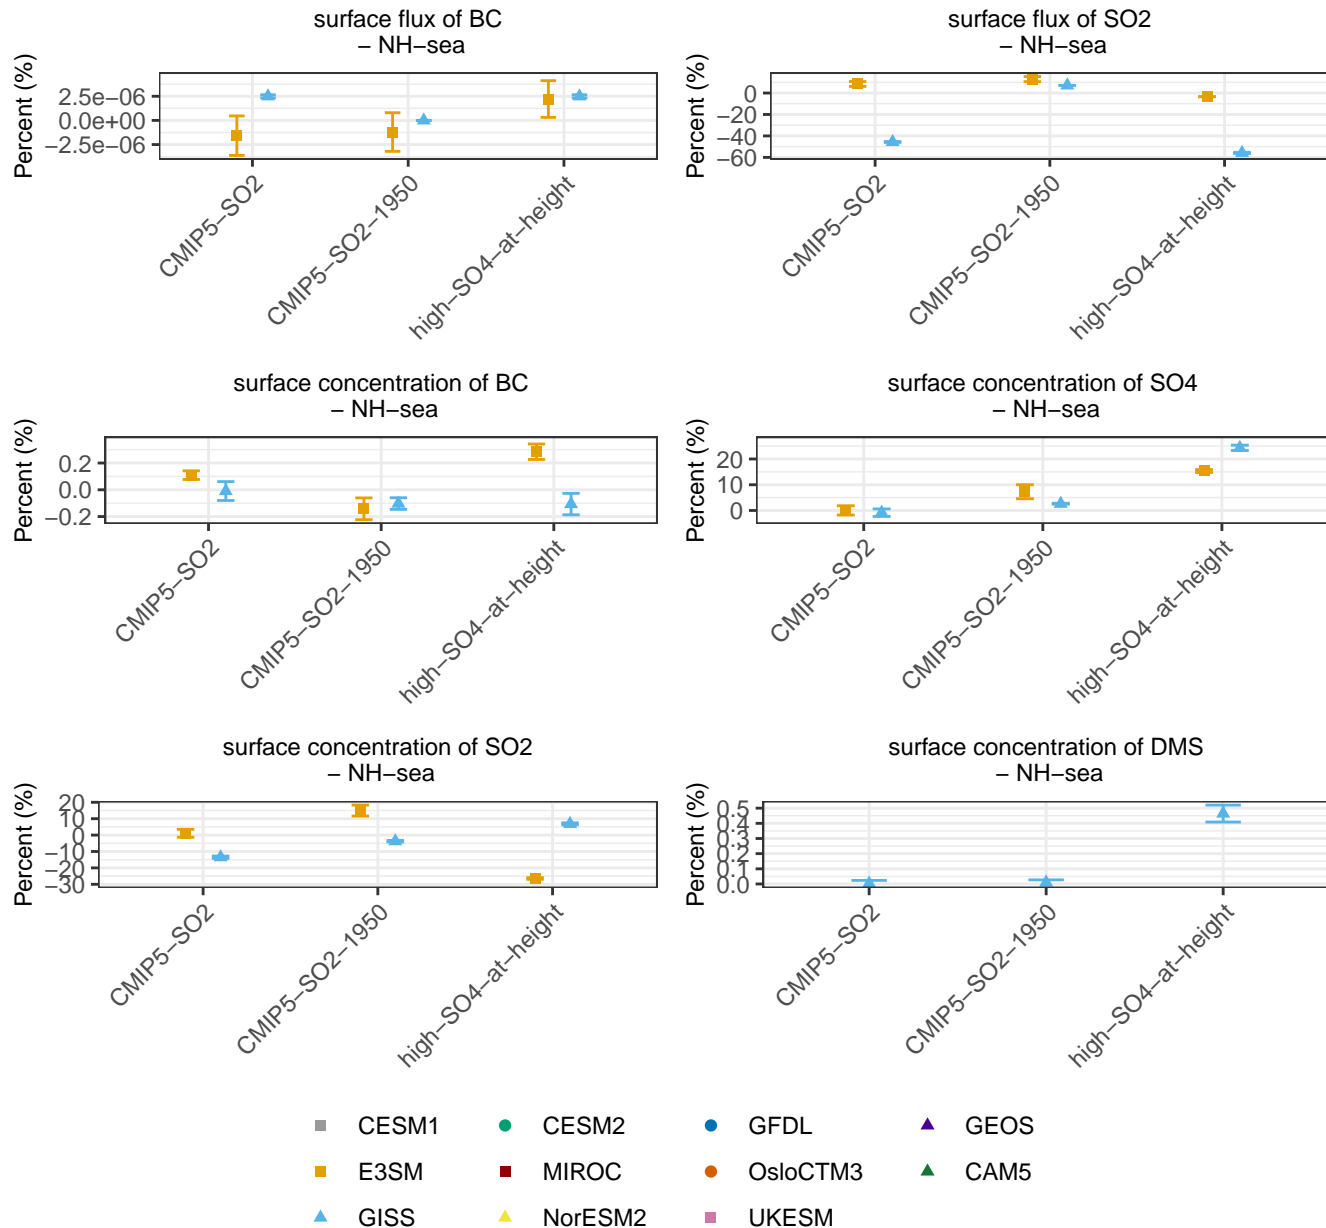 surface flux of BC
− NH−sea
Percent (%)
2.5e−06
0.0e+00
−2.5e−06
CMIP5−SO2
CMIP5−SO2−1950
high−SO4−at−height
surface flux of SO2
− NH−sea
Percent (%)
0
−20
−40
−60
CMIP5−SO2
CMIP5−SO2−1950
high−SO4−at−height
surface concentration of BC
− NH−sea
Percent (%)
0.2
0.0
−0.2
CMIP5−SO2
CMIP5−SO2−1950
high−SO4−at−height
surface concentration of SO4
− NH−sea
Percent (%)
20
10
0
CMIP5−SO2
CMIP5−SO2−1950
high−SO4−at−height
surface concentration of SO2
− NH−sea
Percent (%)
20
10
0
−10
−20
−30
CMIP5−SO2
CMIP5−SO2−1950
high−SO4−at−height
surface concentration of DMS
− NH−sea
Percent (%)
0.5
0.4
0.3
0.2
0.1
0.0
CMIP5−SO2
CMIP5−SO2−1950
high−SO4−at−height
CESM1 CESM2 GFDL GEOS
E3SM MIROC OsloCTM3 CAM5
GISS NorESM2 UKESM